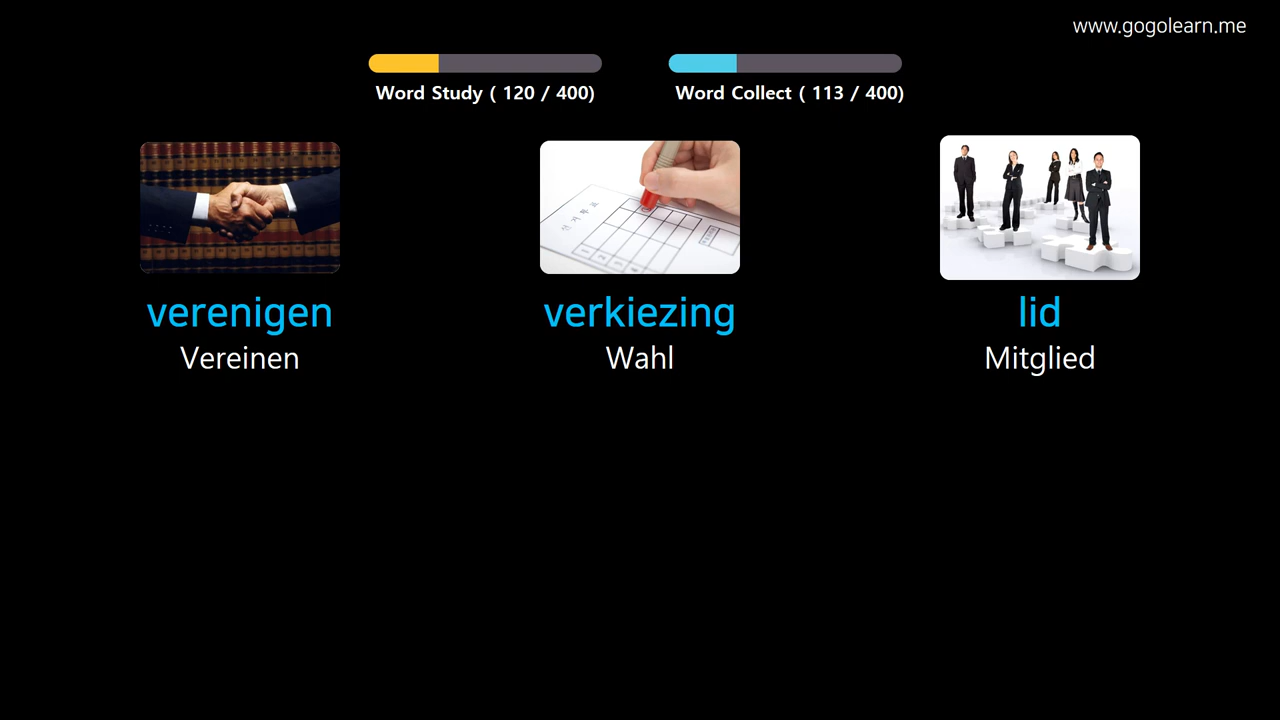 www.gogolearn.me
Word Study ( 120 / 400)
Word Collect ( 113 / 400)
verenigen
verkiezing
lid
Vereinen
Wahl
Mitglied